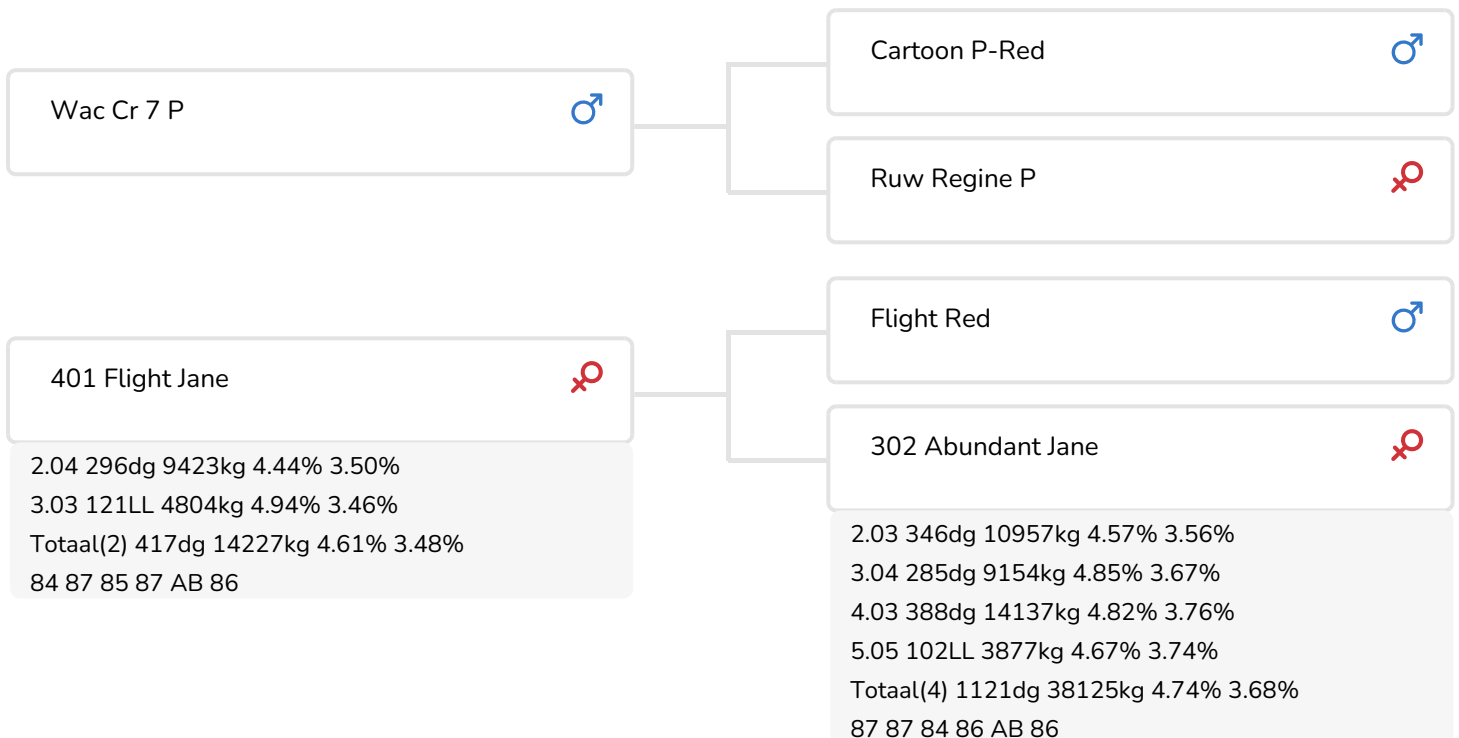 Cartoon P-Red
Wac Cr 7 P
Ruw Regine P
Flight Red
401 Flight Jane
2.04 296dg 9423kg 4.44% 3.50%
3.03 121LL 4804kg 4.94% 3.46%
Totaal(2) 417dg 14227kg 4.61% 3.48%
84 87 85 87 AB 86
302 Abundant Jane
2.03 346dg 10957kg 4.57% 3.56%
3.04 285dg 9154kg 4.85% 3.67%
4.03 388dg 14137kg 4.82% 3.76%
5.05 102LL 3877kg 4.67% 3.74%
Totaal(4) 1121dg 38125kg 4.74% 3.68%
87 87 84 86 AB 86